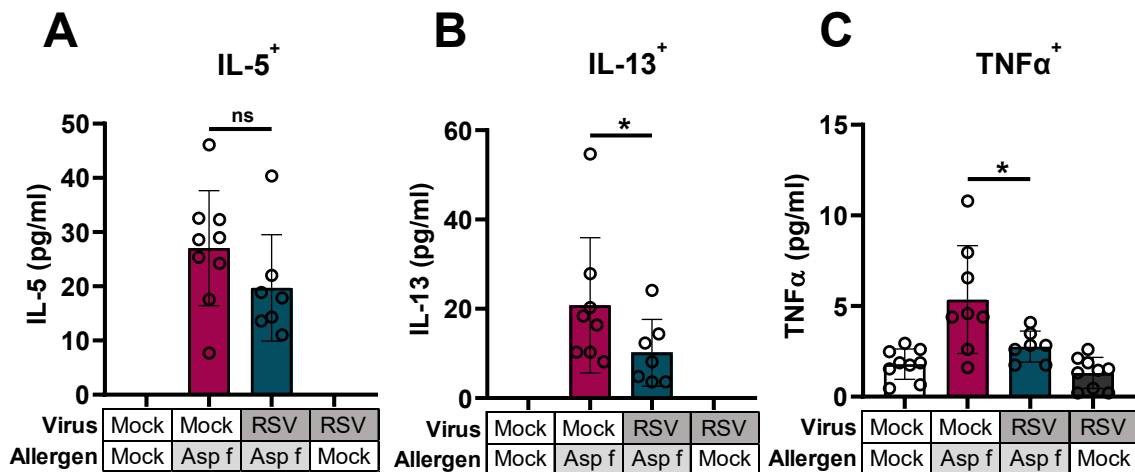 A
IL-5+
ns
50
40
30
20
10
0
IL-5 (pg/ml)
Virus Mock Mock RSV RSV
Allergen Mock Asp f Asp f Mock
B
IL-13+
*
60
40
20
0
IL-13 (pg/ml)
Virus Mock Mock RSV RSV
Allergen Mock Asp f Asp f Mock
C
TNFα+
*
15
10
5
0
TNFα (pg/ml)
Virus Mock Mock RSV RSV
Allergen Mock Asp f Asp f Mock